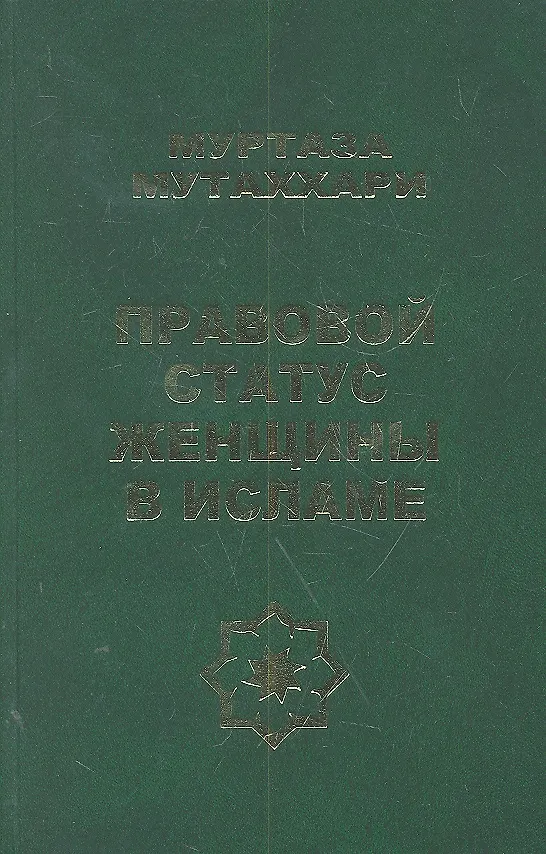 МУРТАЗА
МУТАХХАРИ
ПРАВОВОЙ
СТАТУС
ЖЕНЩИНЫ
В ИСЛАМЕ